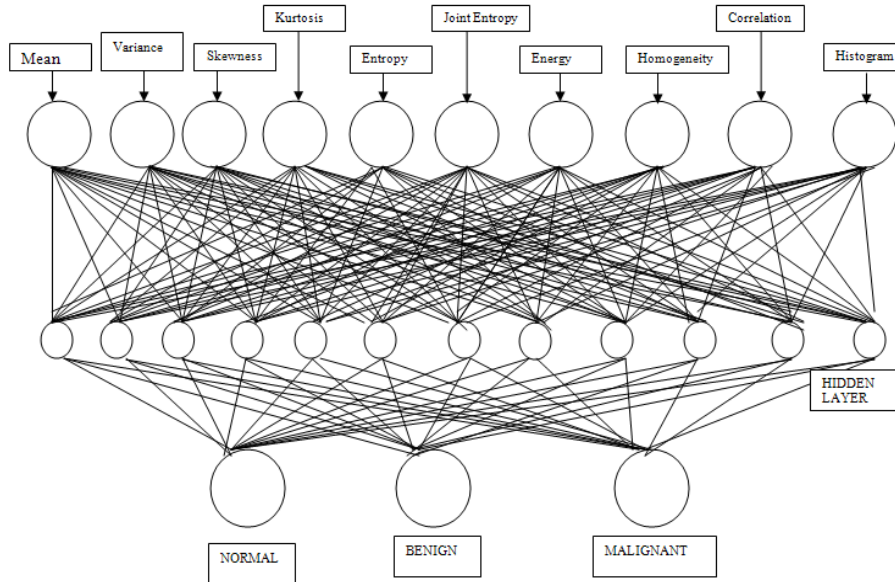 Kurtosis
Joint Entropy
Correlation
Variance
Mean
Skewness
Entropy
Energy
Homogeneity
Histogram
HIDDEN
LAYER
NORMAL
BENIGN
MALIGNANT